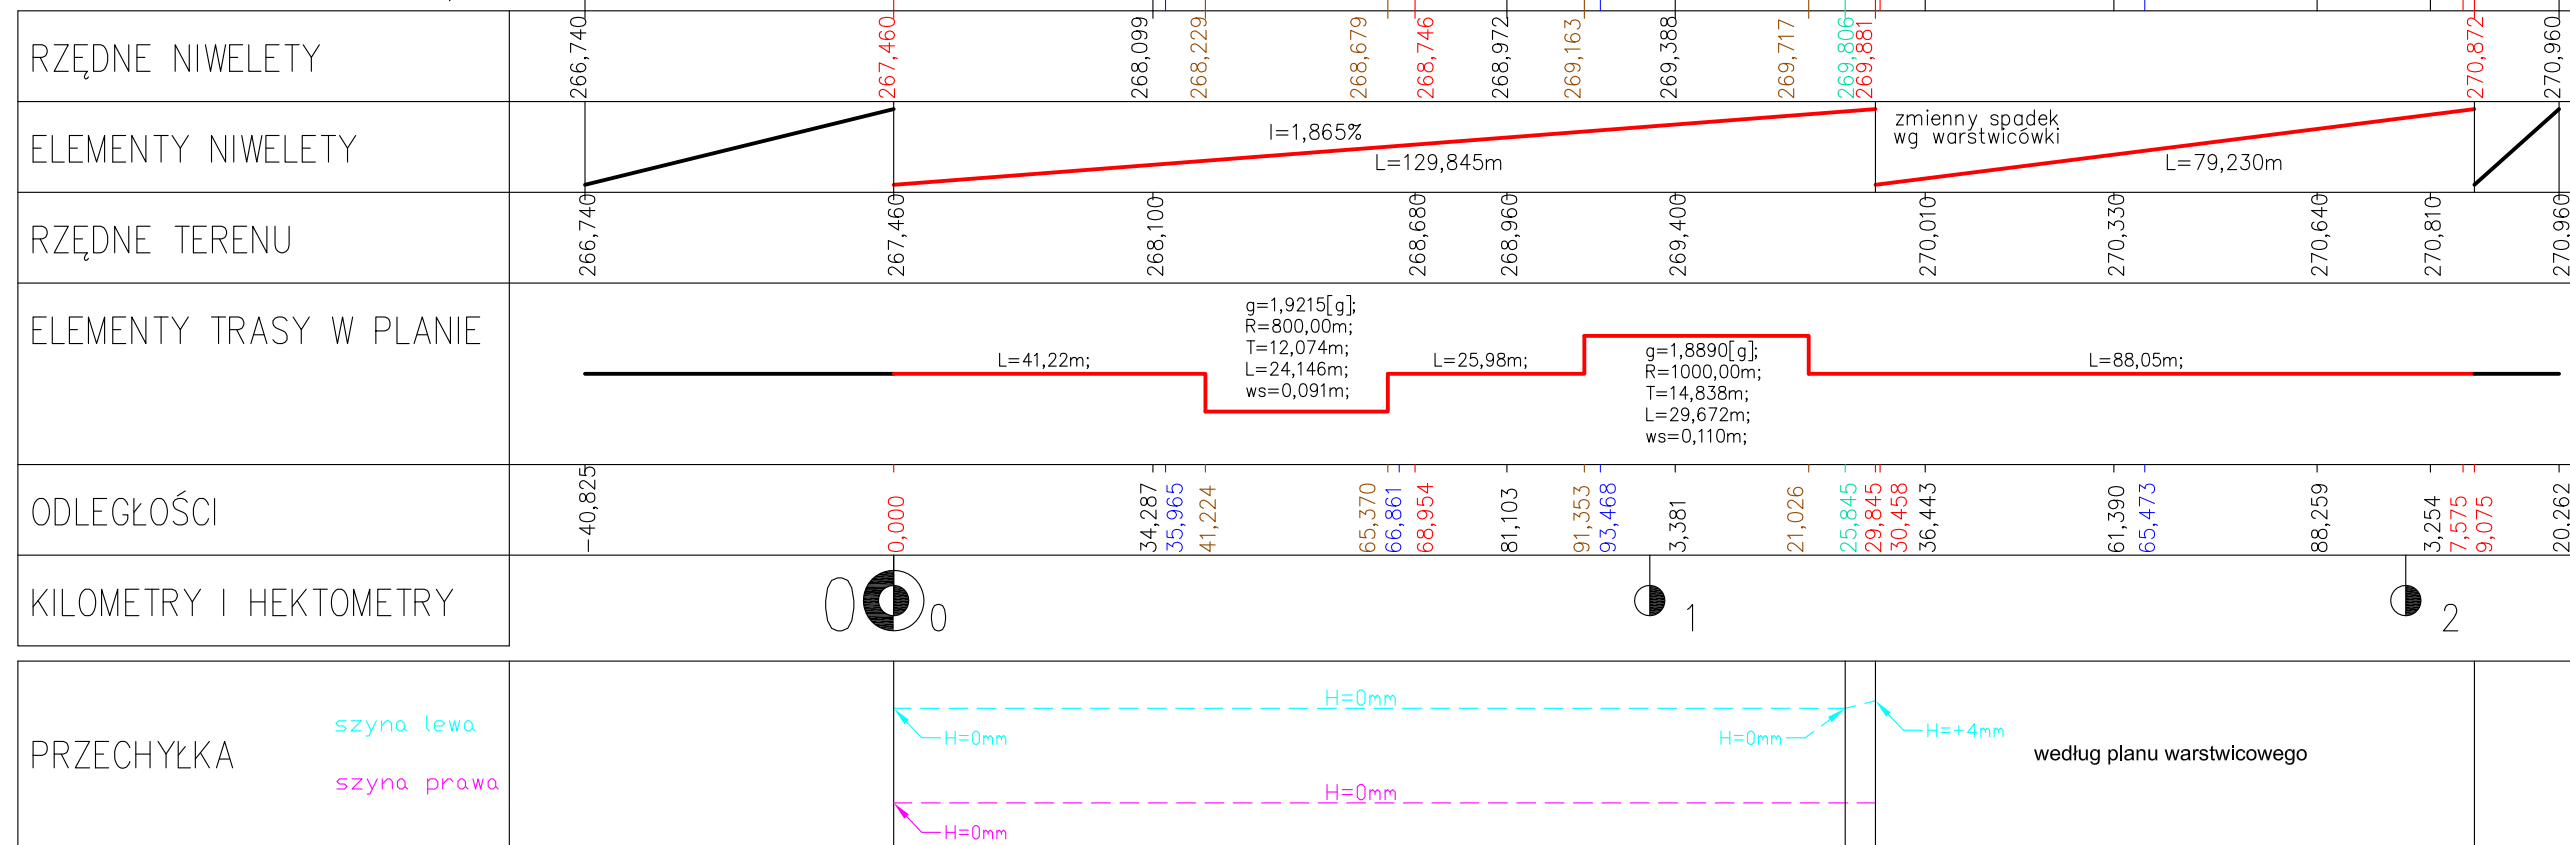 RZĘDNE NIWELETY
266,740
267,460
268,099
268,229
268,679
268,746
268,972
269,163
269,388
269,717
269,806
269,881
270,872
270,960
ELEMENTY NIWELETY
I=1,865%
L=129,845m
zmienny spadek
wg warstwicówki
L=79,230m
RZĘDNE TERENU
266,740
267,460
268,100
268,680
268,960
269,400
270,010
270,330
270,640
270,810
270,960
ELEMENTY TRASY W PLANIE
L=41,22m;
g=1,9215[g];
R=800,00m;
T=12,074m;
L=24,146m;
ws=0,091m;
L=25,98m;
g=1,8890[g];
R=1000,00m;
T=14,838m;
L=29,672m;
ws=0,110m;
L=88,05m;
ODLEGŁOŚCI
-40,825
0,000
34,287
35,965
41,224
65,370
66,861
68,954
81,103
91,353
93,468
3,381
21,026
25,845
29,845
30,458
36,443
61,390
65,473
88,259
3,254
7,575
9,075
20,262
KILOMETRY I HEKTOMETRY
0
0
1
2
PRZECHYŁKA
szyna lewa
szyna prawa
H=0mm
H=0mm
H=0mm
H=+4mm
H=0mm
H=0mm
według planu warstwicowego